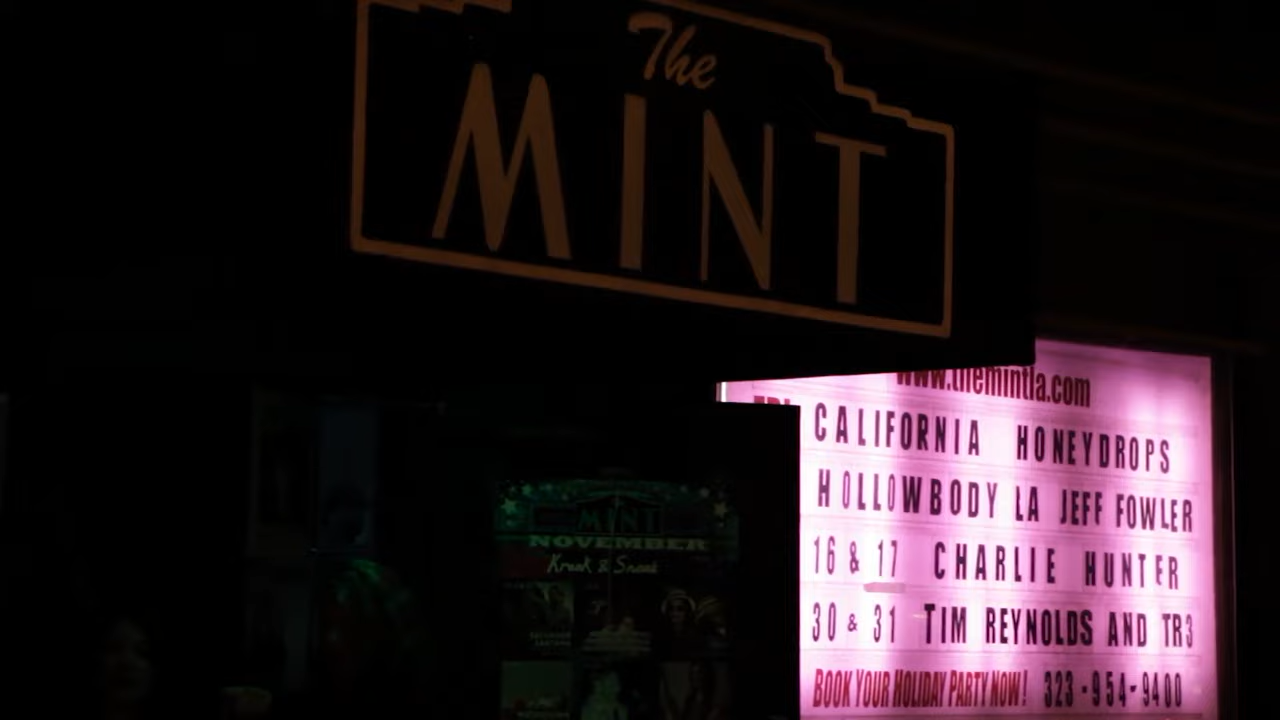 The
MINT
www.themintla.com
FRI
CALIFORNIA HONEYDROPS
HOLLOWBODY LA JEFF FOWLER
16 & 17 CHARLIE HUNTER
30 & 31 TIM REYNOLDS AND TR3
BOOK YOUR HOLIDAY PARTY NOW! 323-954-9400
MINT
NOVEMBER